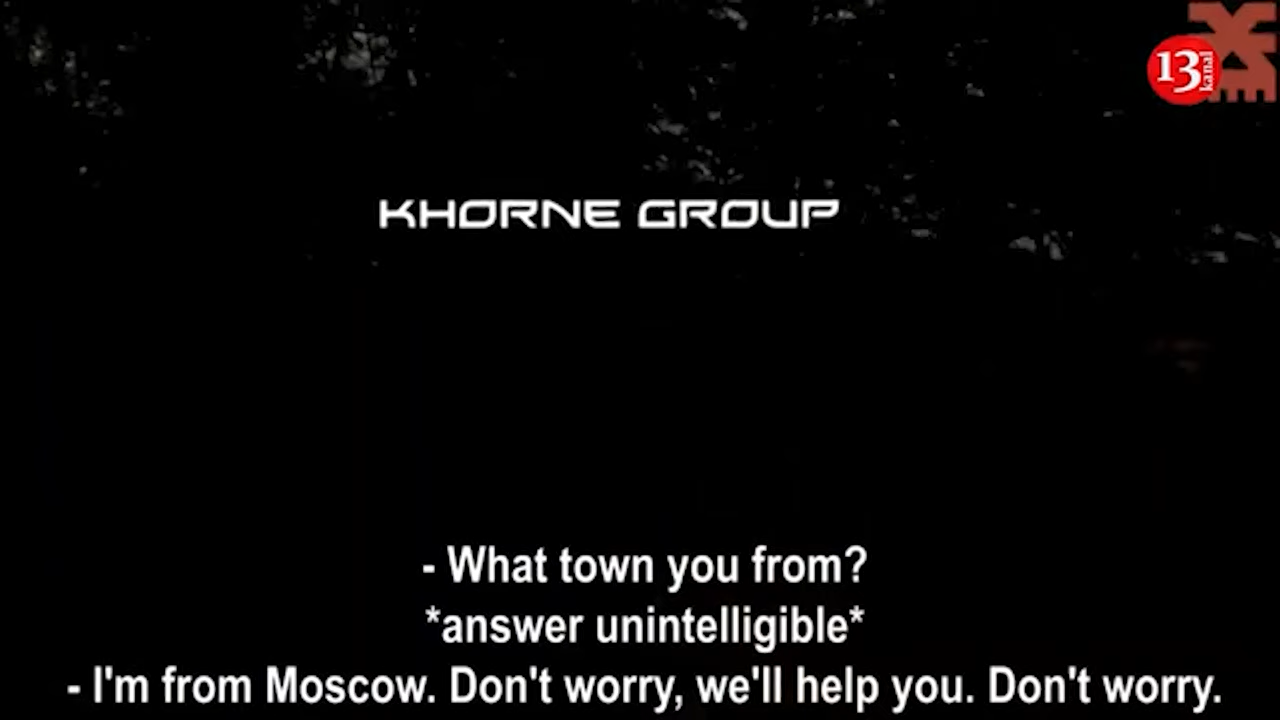 13 kanal
KHORNE GROUP
- What town you from?
*answer unintelligible*
- I'm from Moscow. Don't worry, we'll help you. Don't worry.